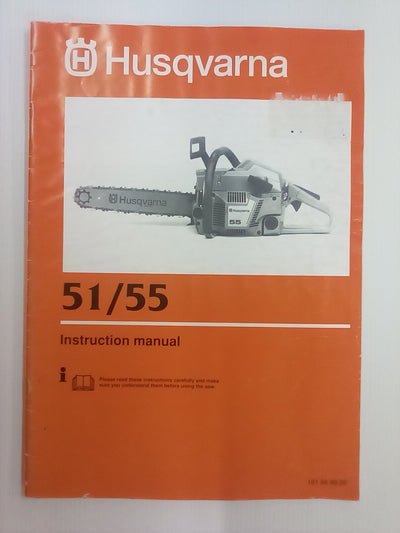 Husqvarna
Husqvarna
Husqvarna
55
51/55
Instruction manual
i
Please read these instructions carefully and make
sure you understand them before using the saw.